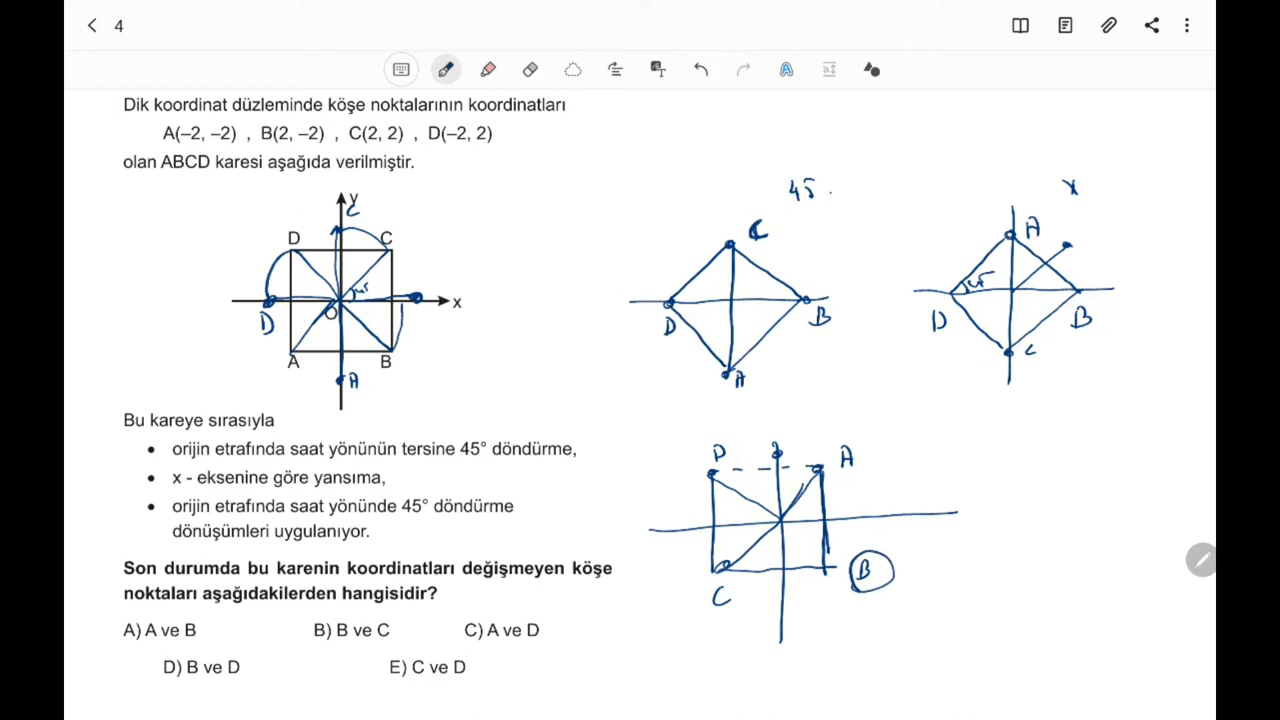 4
Dik koordinat düzleminde köşe noktalarının koordinatları
A(–2, –2) , B(2, –2) , C(2, 2) , D(–2, 2)
olan ABCD karesi aşağıda verilmiştir.
45
x
y
C
D
C
45
O
x
D
A
B
A
C
D
B
A
A
45
D
B
C
Bu kareye sırasıyla
• orijin etrafında saat yönünün tersine 45° döndürme,
• x - eksenine göre yansıma,
• orijin etrafında saat yönünde 45° döndürme
dönüşümleri uygulanıyor.
D
A
B
C
Son durumda bu karenin koordinatları değişmeyen köşe
noktaları aşağıdakilerden hangisidir?
A) A ve B B) B ve C C) A ve D
D) B ve D E) C ve D